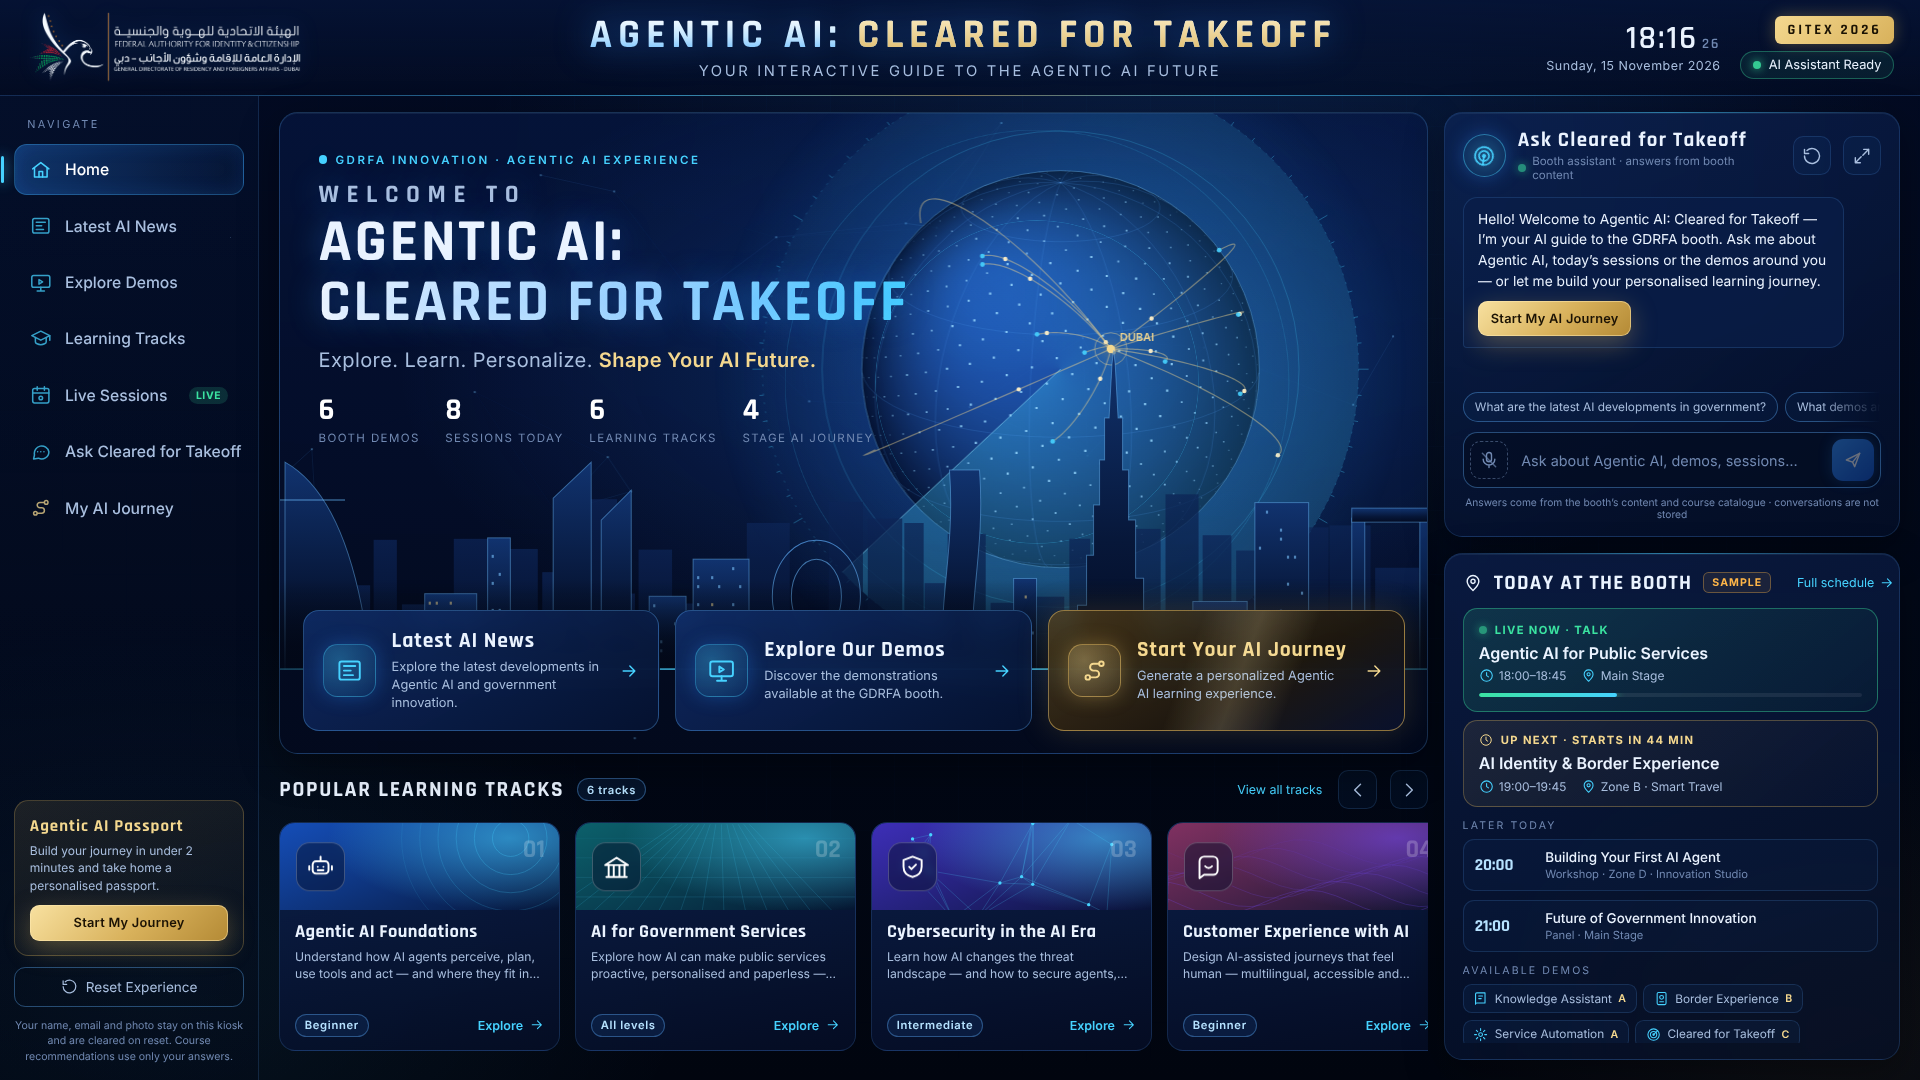 الهيئة الاتحادية للهوية والجنسية
FEDERAL AUTHORITY FOR IDENTITY & CITIZENSHIP
الإدارة العامة للإقامة وشؤون الأجانب - دبي
GENERAL DIRECTORATE OF RESIDENCY AND FOREIGNERS AFFAIRS - DUBAI
AGENTIC AI: CLEARED FOR TAKEOFF
YOUR INTERACTIVE GUIDE TO THE AGENTIC AI FUTURE
18:16 26
Sunday, 15 November 2026
GITEX 2026
AI Assistant Ready
NAVIGATE
Home
Latest AI News
Explore Demos
Learning Tracks
Live Sessions LIVE
Ask Cleared for Takeoff
My AI Journey
Agentic AI Passport
Build your journey in under 2
minutes and take home a
personalised passport.
Start My Journey
Reset Experience
Your name, email and photo stay on this kiosk
and are cleared on reset. Course
recommendations use only your answers.
GDRFA INNOVATION · AGENTIC AI EXPERIENCE
WELCOME TO
AGENTIC AI:
CLEARED FOR TAKEOFF
Explore. Learn. Personalize. Shape Your AI Future.
6 8 6 4
BOOTH DEMOS SESSIONS TODAY LEARNING TRACKS STAGE AI JOURNEY
DUBAI
Latest AI News
Explore the latest developments in
Agentic AI and government
innovation.
Explore Our Demos
Discover the demonstrations
available at the GDRFA booth.
Start Your AI Journey
Generate a personalized Agentic
AI learning experience.
POPULAR LEARNING TRACKS 6 tracks
View all tracks
01
Agentic AI Foundations
Understand how AI agents perceive, plan,
use tools and act — and where they fit in...
Beginner Explore
02
AI for Government Services
Explore how AI can make public services
proactive, personalised and paperless —...
All levels Explore
03
Cybersecurity in the AI Era
Learn how AI changes the threat
landscape — and how to secure agents,...
Intermediate Explore
04
Customer Experience with AI
Design AI-assisted journeys that feel
human — multilingual, accessible and...
Beginner Explore
Ask Cleared for Takeoff
Booth assistant · answers from booth
content
Hello! Welcome to Agentic AI: Cleared for Takeoff —
I'm your AI guide to the GDRFA booth. Ask me about
Agentic AI, today's sessions or the demos around you
— or let me build your personalised learning journey.
Start My AI Journey
What are the latest AI developments in government? What demos a
Ask about Agentic AI, demos, sessions...
Answers come from the booth's content and course catalogue · conversations are not
stored
TODAY AT THE BOOTH SAMPLE Full schedule
LIVE NOW · TALK
Agentic AI for Public Services
18:00–18:45 Main Stage
UP NEXT · STARTS IN 44 MIN
AI Identity & Border Experience
19:00–19:45 Zone B · Smart Travel
LATER TODAY
20:00 Building Your First AI Agent
Workshop · Zone D · Innovation Studio
21:00 Future of Government Innovation
Panel · Main Stage
AVAILABLE DEMOS
Knowledge Assistant A Border Experience B
Service Automation A Cleared for Takeoff C